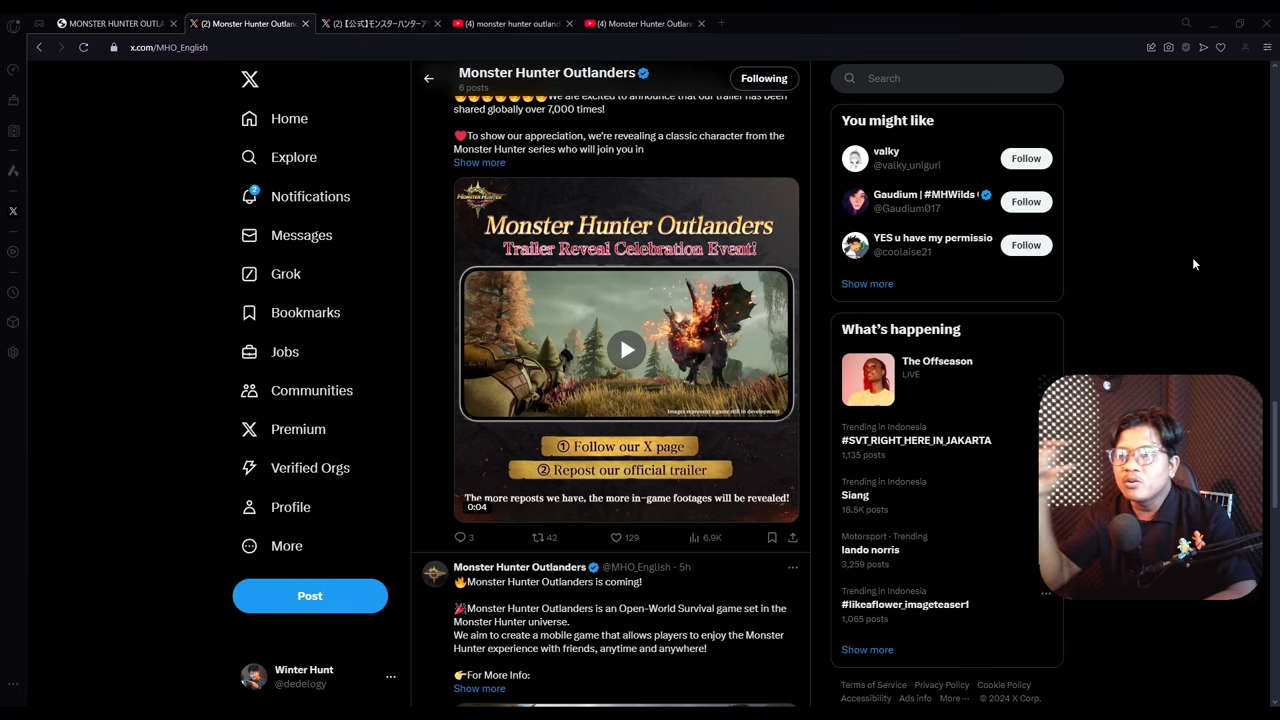 MONSTER HUNTER OUTLA
(2) Monster Hunter Outlan
(2) 【公式】モンスターハンターア
(4) monster hunter outland
(4) Monster Hunter Outlan
x.com/MHO_English
Home
Explore
2
Notifications
Messages
Grok
Bookmarks
Jobs
Communities
Premium
Verified Orgs
Profile
More
Post
Winter Hunt
@dedelogy
Monster Hunter Outlanders
6 posts
Following
We are excited to announce that our trailer has been
shared globally over 7,000 times!
❤️To show our appreciation, we're revealing a classic character from the
Monster Hunter series who will join you in
Show more
MONSTER HUNTER
Monster Hunter Outlanders
Trailer Reveal Celebration Event!
Images represent a game still in development.
① Follow our X page
② Repost our official trailer
The more reposts we have, the more in-game footages will be revealed!
0:04
3
42
129
6.9K
Monster Hunter Outlanders @MHO_English · 5h
🔥Monster Hunter Outlanders is coming!
🎉Monster Hunter Outlanders is an Open-World Survival game set in the
Monster Hunter universe.
We aim to create a mobile game that allows players to enjoy the Monster
Hunter experience with friends, anytime and anywhere!
👉For More Info:
Show more
Search
You might like
valky
@valky_unigurl
Follow
Gaudium | #MHWilds
@Gaudium017
Follow
YES u have my permissio
@coolaise21
Follow
Show more
What's happening
The Offseason
LIVE
Trending in Indonesia
#SVT_RIGHT_HERE_IN_JAKARTA
1,135 posts
Trending in Indonesia
Siang
18.5K posts
Motorsport · Trending
lando norris
3,259 posts
Trending in Indonesia
#likeaflower_imageteaser1
1,065 posts
Show more
Terms of Service Privacy Policy Cookie Policy
Accessibility Ads info More ··· © 2024 X Corp.